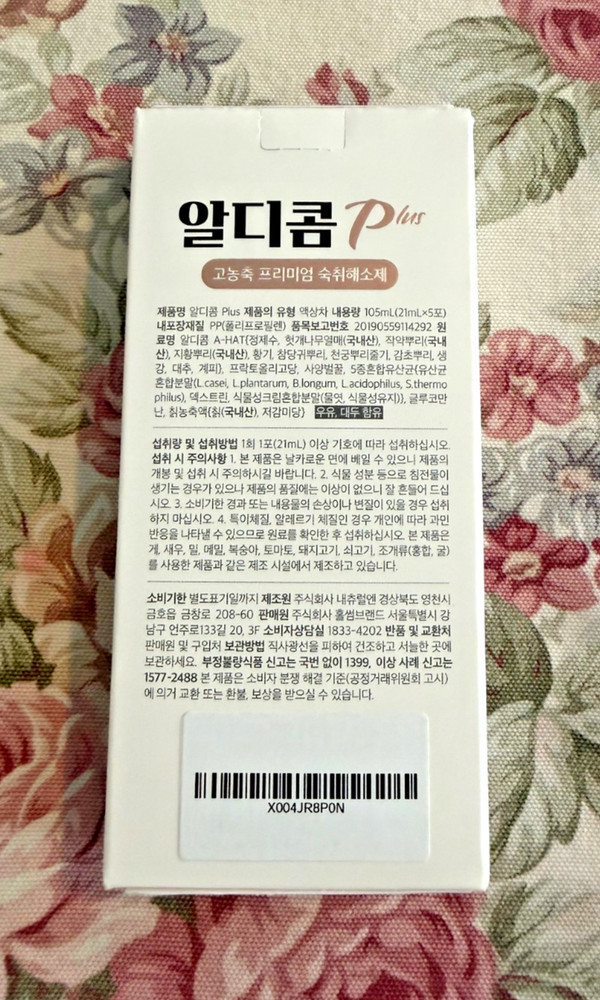 알디콤 Plus
고농축 프리미엄 숙취해소제
제품명 알디콤 Plus 제품의 유형 액상차 내용량 105mL(21mL×5포)
내포장재질 PP(폴리프로필렌) 품목보고번호 20190559114292 원
료명 알디콤 A-HAT(정제수, 헛개나무열매(국내산), 작약뿌리(국내
산), 지황뿌리(국내산), 황기, 참당귀뿌리, 천궁뿌리줄기, 감초뿌리, 생
강, 대추, 계피), 프락토올리고당, 사양벌꿀, 5종혼합유산균(유산균
혼합분말(L.casei, L.plantarum, B.longum, L.acidophilus, S.thermo
philus), 덱스트린, 식물성크림혼합분말(물엿, 식물성유지)), 글루코만
난, 칡농축액{칡(국내산), 저감미당} 우유, 대두 함유
섭취량 및 섭취방법 1회 1포(21mL) 이상 기호에 따라 섭취하십시오.
섭취 시 주의사항 1. 본 제품은 날카로운 면에 베일 수 있으니 제품의
개봉 및 섭취 시 주의하시길 바랍니다. 2. 식물 성분 등으로 침전물이
생기는 경우가 있으나 제품의 품질에는 이상이 없으니 잘 흔들어 드십
시오. 3. 소비기한 경과 또는 내용물의 손상이나 변질이 있을 경우 섭취
하지 마십시오. 4. 특이체질, 알레르기 체질인 경우 개인에 따라 과민
반응을 나타낼 수 있으므로 원료를 확인한 후 섭취하십시오. 본 제품은
게, 새우, 밀, 메밀, 복숭아, 토마토, 돼지고기, 쇠고기, 조개류(홍합, 굴)
를 사용한 제품과 같은 제조 시설에서 제조하고 있습니다.
소비기한 별도표기일까지 제조원 주식회사 내츄럴엔 경상북도 영천시
금호읍 금창로 208-60 판매원 주식회사 홀썸브랜드 서울특별시 강
남구 언주로133길 20, 3F 소비자상담실 1833-4202 반품 및 교환처
판매원 및 구입처 보관방법 직사광선을 피하여 건조하고 서늘한 곳에
보관하세요. 부정불량식품 신고는 국번 없이 1399, 이상 사례 신고는
1577-2488 본 제품은 소비자 분쟁 해결 기준(공정거래위원회 고시)
에 의거 교환 또는 환불, 보상을 받으실 수 있습니다.
X004JR8P0N